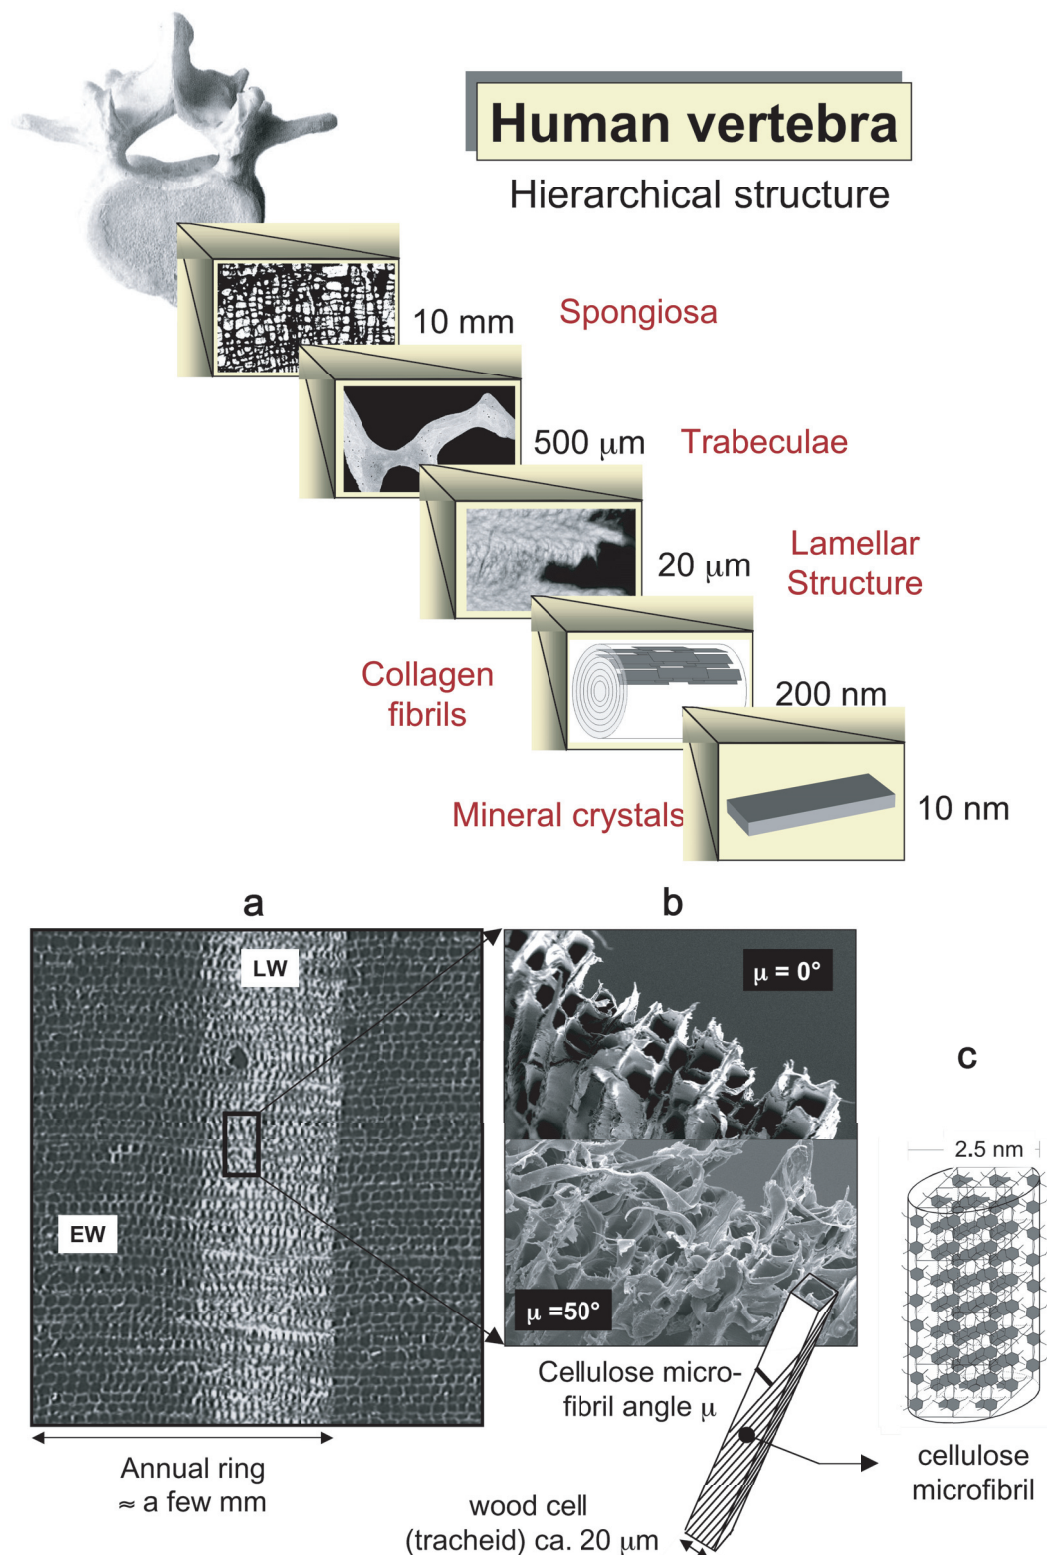 Human vertebra
Hierarchical structure
10 mm
Spongiosa
500 μm
Trabeculae
20 μm
Lamellar
Structure
Collagen
fibrils
200 nm
Mineral crystals
10 nm
a
b
LW
μ = 0°
c
2.5 nm
EW
μ =50°
Cellulose micro-
fibril angle μ
Annual ring
≈ a few mm
cellulose
microfibril
wood cell
(tracheid) ca. 20 μm